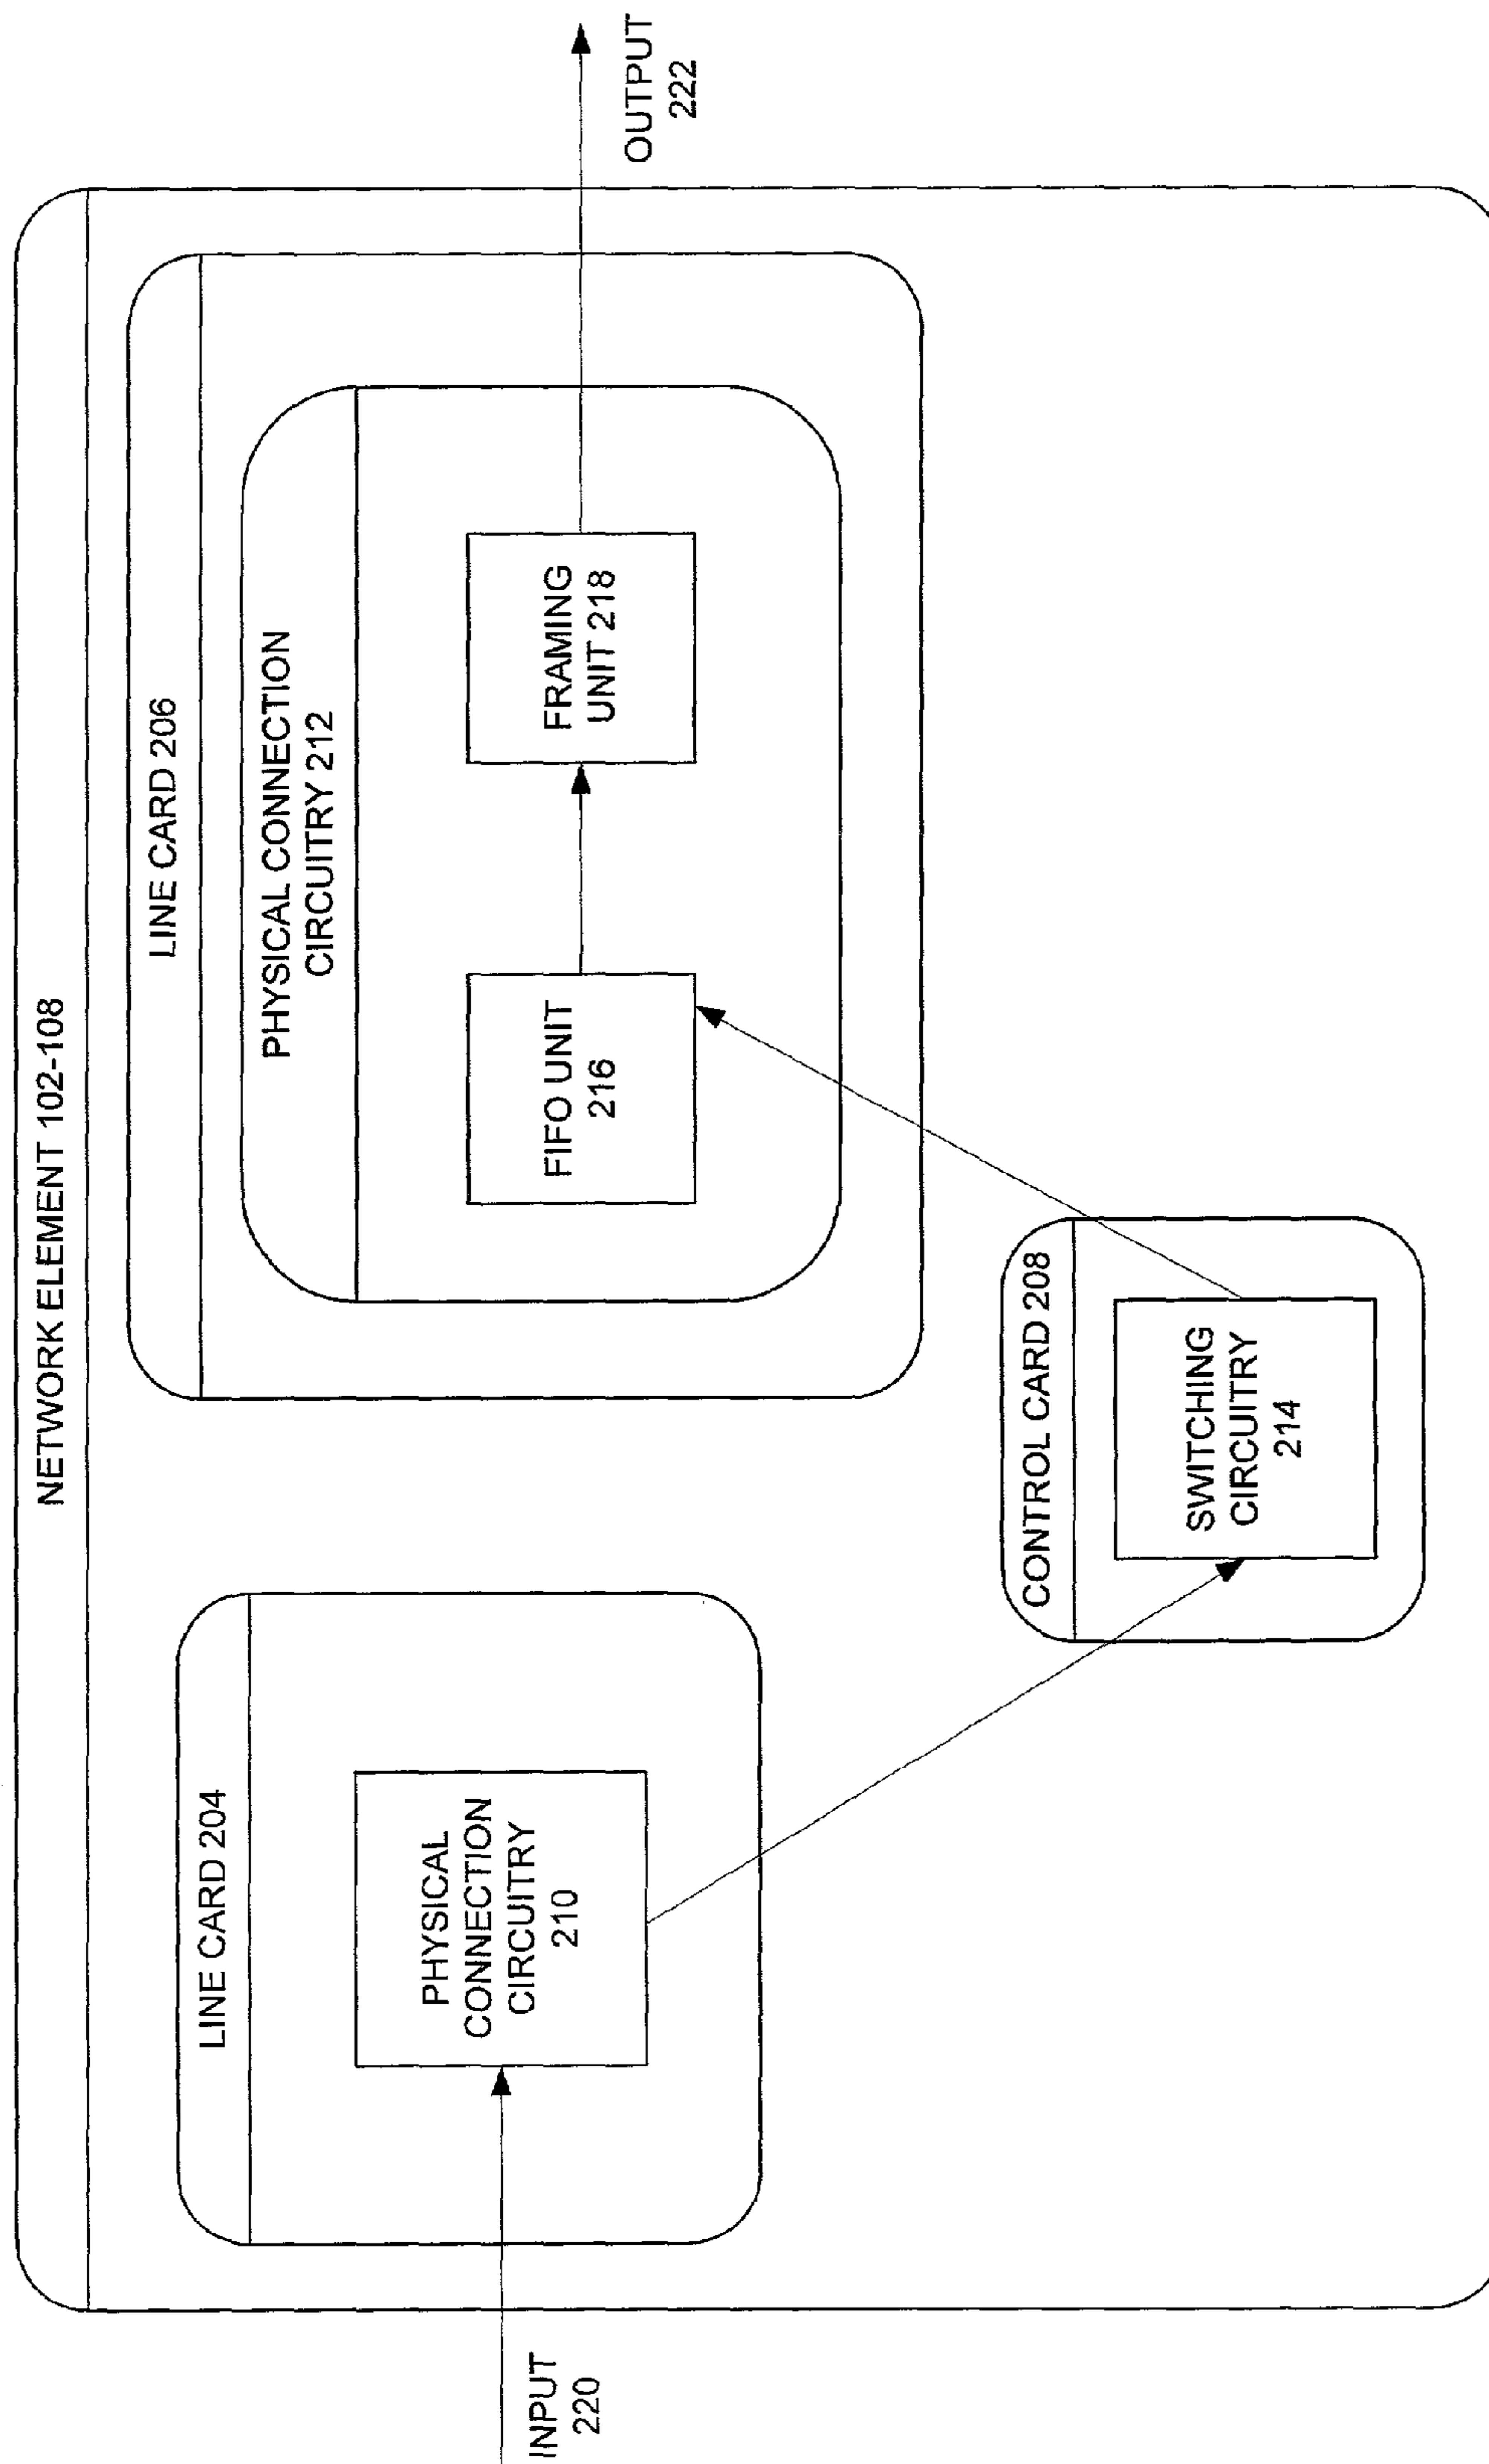 NETWORK ELEMENT 102-108
LINE CARD 204
PHYSICAL
CONNECTION
CIRCUITRY
210
INPUT
220
LINE CARD 206
PHYSICAL CONNECTION
CIRCUITRY 212
FIFO UNIT
216
FRAMING
UNIT 218
OUTPUT
222
CONTROL CARD 208
SWITCHING
CIRCUITRY
214